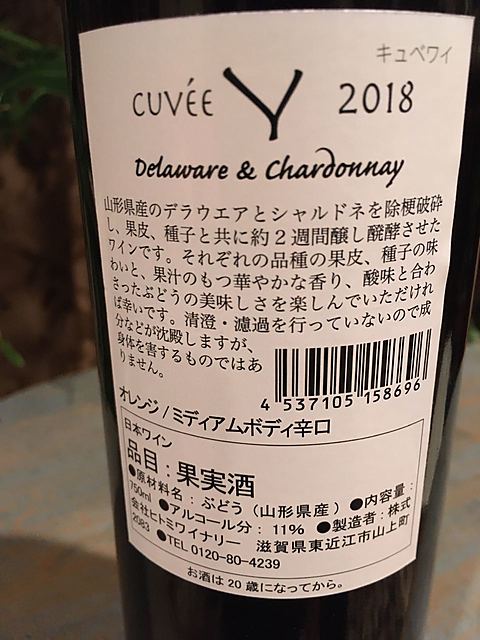 キュベワイ
CUVÉE Y 2018
Delaware & Chardonnay
山形県産のデラウエアとシャルドネを除梗破砕
し、果皮、種子と共に約2週間醸し醗酵させた
ワインです。それぞれの品種の果皮、種子の味
わいと、果汁のもつ華やかな香り、酸味と合わ
さったぶどうの美味しさを楽しんでいただけれ
ば幸いです。清澄・濾過を行っていないので成
分などが沈殿しますが、
身体を害するものではあ
りません。
4 537105 158696
オレンジ / ミディアムボディ辛口
日本ワイン
品目：果実酒
●原材料名：ぶどう（山形県産）●内容量：
750ml ●アルコール分：11% ●製造者：株式
会社ヒトミワイナリー 滋賀県東近江市山上町
2083 ●TEL 0120-80-4239
お酒は20歳になってから。